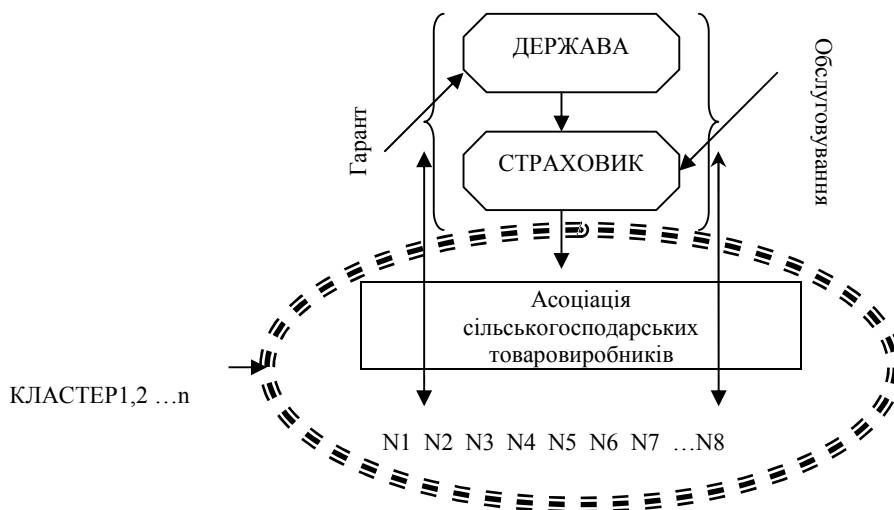 ДЕРЖАВА
Гарант
Обслуговування
СТРАХОВИК
Асоціація
сільськогосподарських
товаровиробників
КЛАСТЕР1,2 …n
N1 N2 N3 N4 N5 N6 N7 …N8